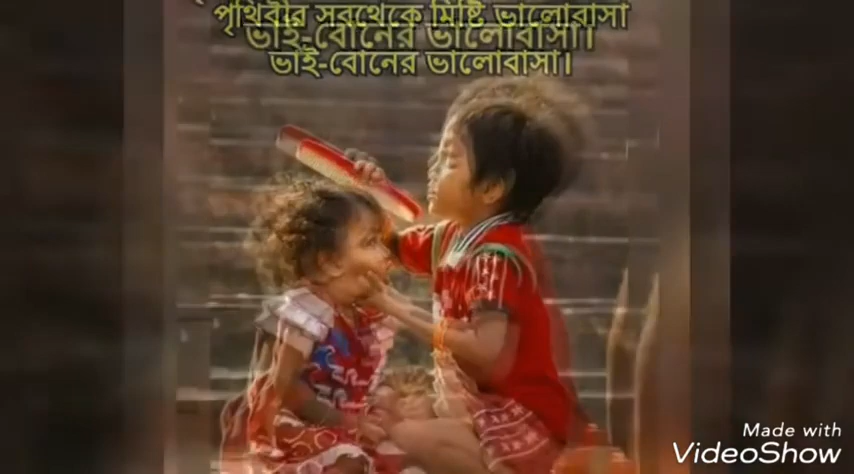 পৃথিবীর সবথেকে মিষ্টি ভালোবাসা
ভাই-বোনের ভালোবাসা।
ভাই-বোনের ভালোবাসা।
Made with
VideoShow